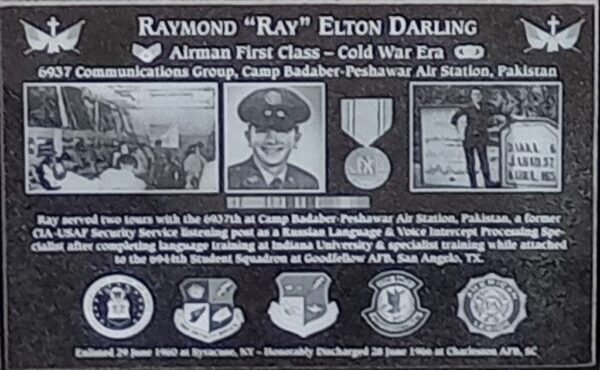 RAYMOND "RAY" ELTON DARLING
AIRMAN FIRST CLASS – COLD WAR ERA
6937 COMMUNICATIONS GROUP, CAMP BADABER-PESHAWAR AIR STATION, PAKISTAN
Ray served two tours with the 6937th at Camp Badaber-Peshawar Air Station, Pakistan, a former
CIA-USAF Security Service listening post as a Russian Language & Voice Intercept Processing Spe-
cialist after completing language training at Indiana University & specialist training while attached
to the 6944th Student Squadron at Goodfellow AFB, San Angelo, TX.
AMERICAN
LEGION
Enlisted 29 June 1960 at Syracuse, NY – Honorably Discharged 28 June 1966 at Charleston AFB, SC